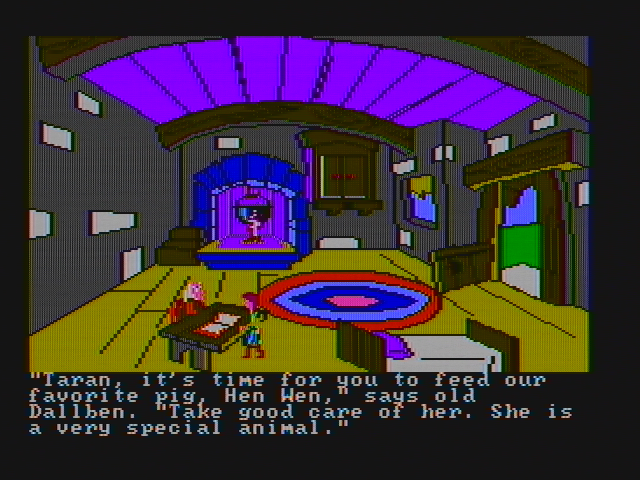 "Taran, it's time for you to feed our
favorite pig, Hen Wen," says old
Dallben. "Take good care of her. She is
a very special animal."